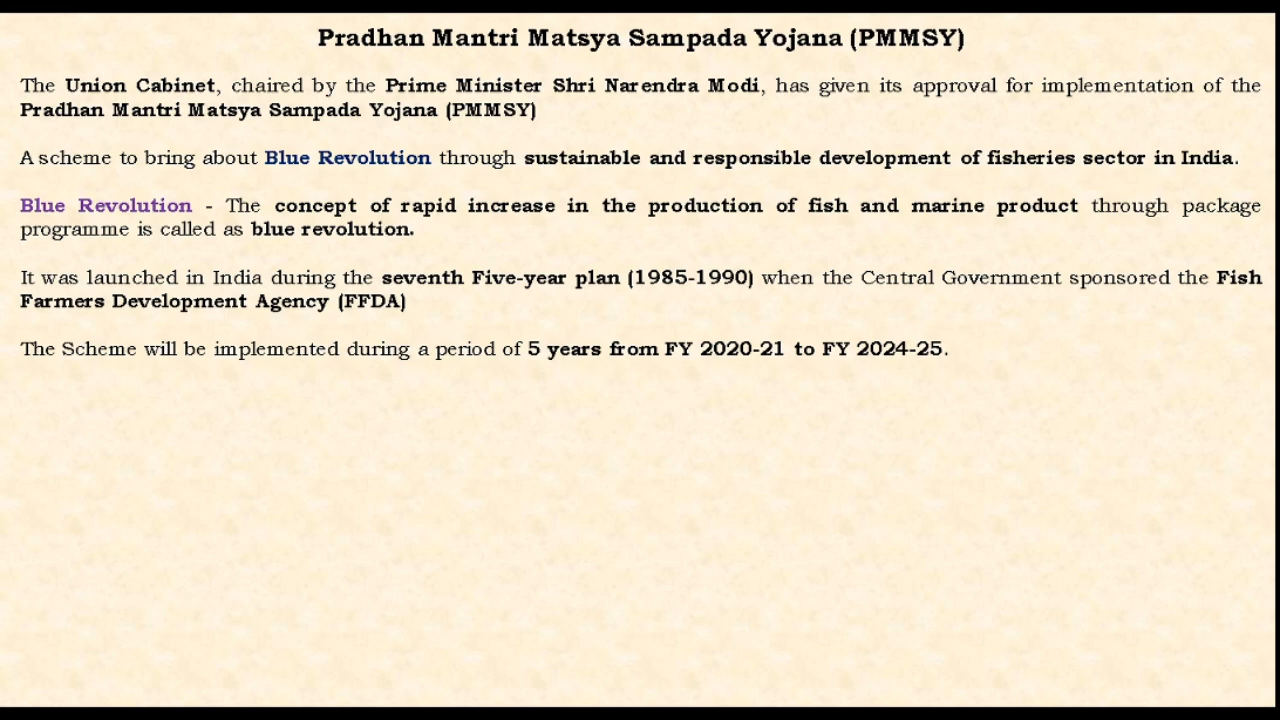 Pradhan Mantri Matsya Sampada Yojana (PMMSY)
The Union Cabinet, chaired by the Prime Minister Shri Narendra Modi, has given its approval for implementation of the
Pradhan Mantri Matsya Sampada Yojana (PMMSY)
A scheme to bring about Blue Revolution through sustainable and responsible development of fisheries sector in India.
Blue Revolution - The concept of rapid increase in the production of fish and marine product through package
programme is called as blue revolution.
It was launched in India during the seventh Five-year plan (1985-1990) when the Central Government sponsored the Fish
Farmers Development Agency (FFDA)
The Scheme will be implemented during a period of 5 years from FY 2020-21 to FY 2024-25.